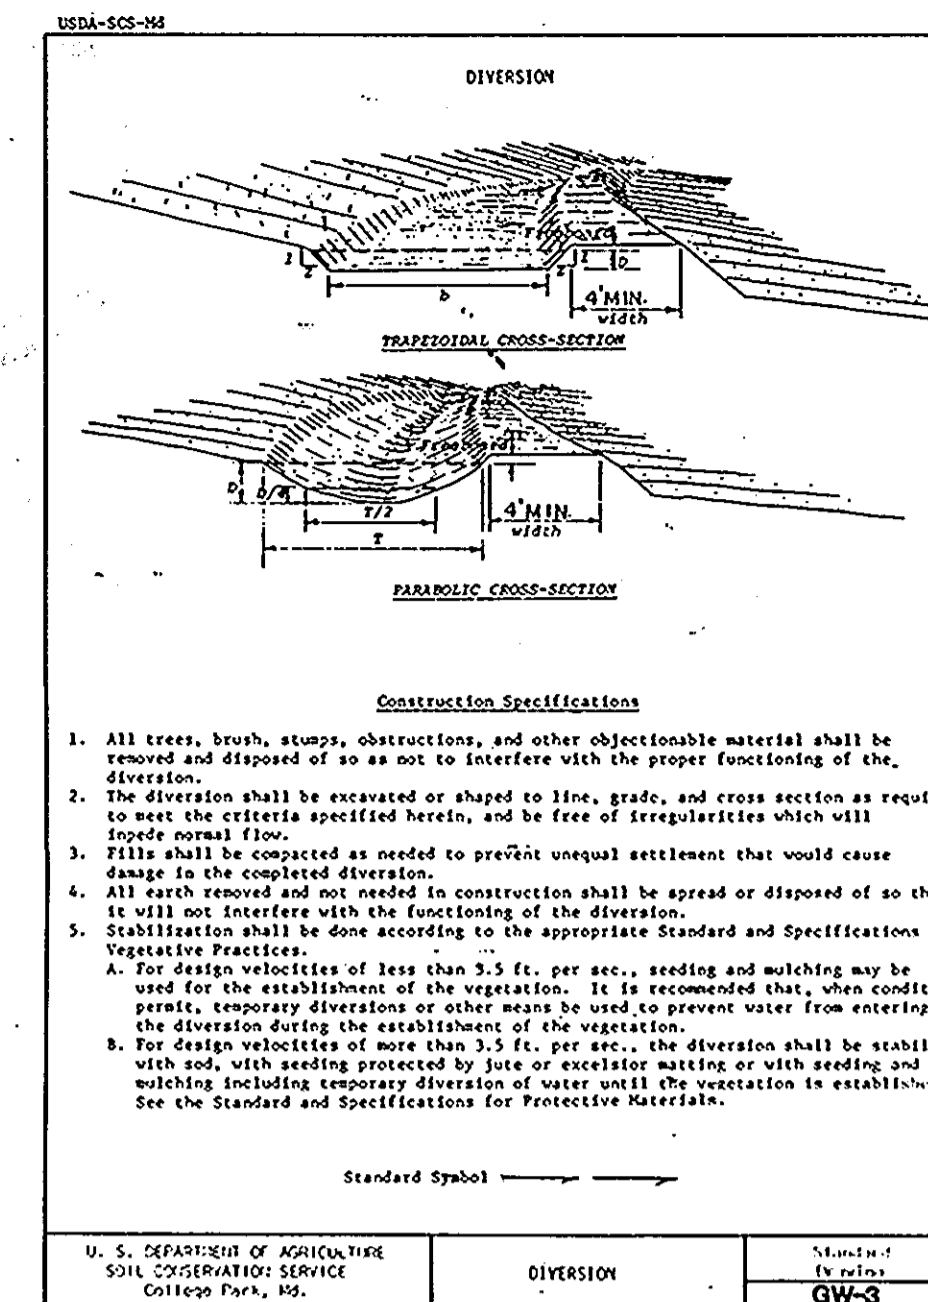 USDA-SCS-Md
DIVERSION
Freeboard
1 Z Z 1 D
b
4' MIN.
width
TRAPEZOIDAL CROSS-SECTION
Freeboard
D D/4
T/2
T
4' MIN.
width
PARABOLIC CROSS-SECTION
Construction Specifications
1. All trees, brush, stumps, obstructions, and other objectionable material shall be
removed and disposed of so as not to interfere with the proper functioning of the
diversion.
2. The diversion shall be excavated or shaped to line, grade, and cross section as requi
to meet the criteria specified herein, and be free of irregularities which will
impede normal flow.
3. Fills shall be compacted as needed to prevent unequal settlement that would cause
damage in the completed diversion.
4. All earth removed and not needed in construction shall be spread or disposed of so th
it will not interfere with the functioning of the diversion.
5. Stabilization shall be done according to the appropriate Standard and Specifications
Vegetative Practices.
A. For design velocities of less than 3.5 ft. per sec., seeding and mulching may be
used for the establishment of the vegetation. It is recommended that, when condit
permit, temporary diversions or other means be used to prevent water from entering
the diversion during the establishment of the vegetation.
B. For design velocities of more than 3.5 ft. per sec., the diversion shall be stabil
with sod, with seeding protected by jute or excelsior matting or with seeding and
mulching including temporary diversion of water until the vegetation is establishe
See the Standard and Specifications for Protective Materials.
Standard Symbol
U. S. DEPARTMENT OF AGRICULTURE
SOIL CONSERVATION SERVICE
College Park, Md.
DIVERSION
Standard
Drawing
GW-3